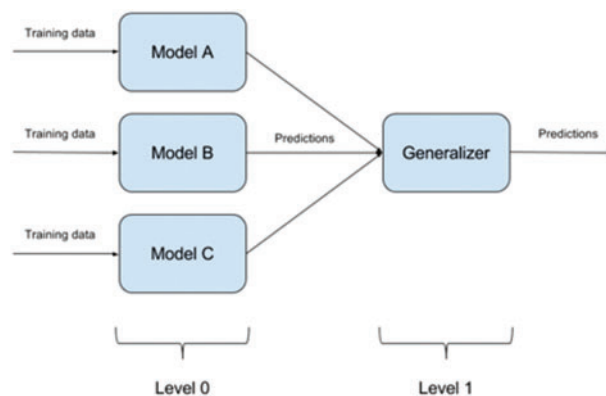 Training data
Model A
Training data
Model B
Predictions
Generalizer
Predictions
Training data
Model C
Level 0
Level 1